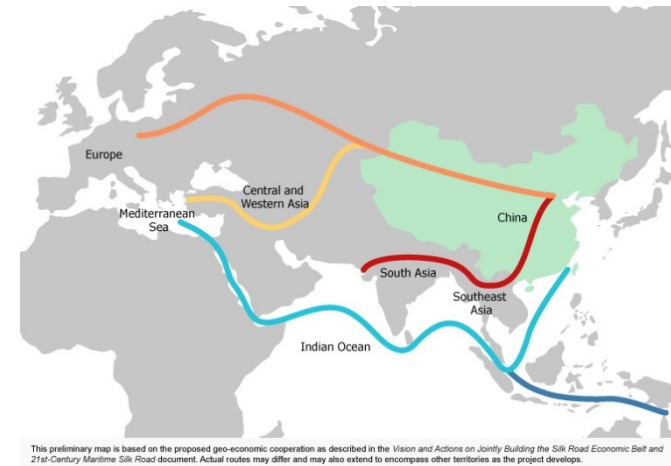 Europe
Central and
Western Asia
Mediterranean
Sea
China
South Asia
Southeast
Asia
Indian Ocean
This preliminary map is based on the proposed geo-economic cooperation as described in the Vision and Actions on Jointly Building the Silk Road Economic Belt and
21st-Century Maritime Silk Road document. Actual routes may differ and may also extend to encompass other territories as the project develops.